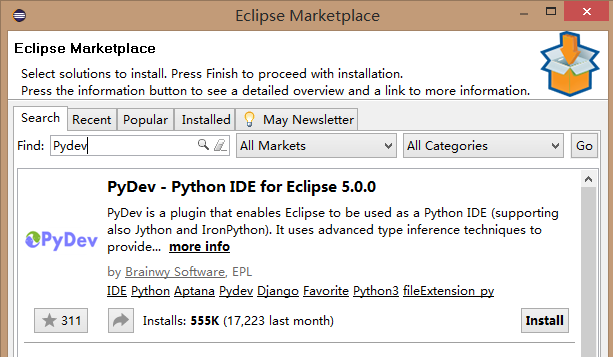 Eclipse Marketplace
Eclipse Marketplace
Select solutions to install. Press Finish to proceed with installation.
Press the information button to see a detailed overview and a link to more information.
Search Recent Popular Installed May Newsletter
Find: Pydev All Markets All Categories Go
PyDev - Python IDE for Eclipse 5.0.0
PyDev is a plugin that enables Eclipse to be used as a Python IDE (supporting
also Jython and IronPython). It uses advanced type inference techniques to
provide... more info
PyDev
by Brainwy Software, EPL
IDE Python Aptana Pydev Django Favorite Python3 fileExtension_py
311 Installs: 555K (17,223 last month) Install